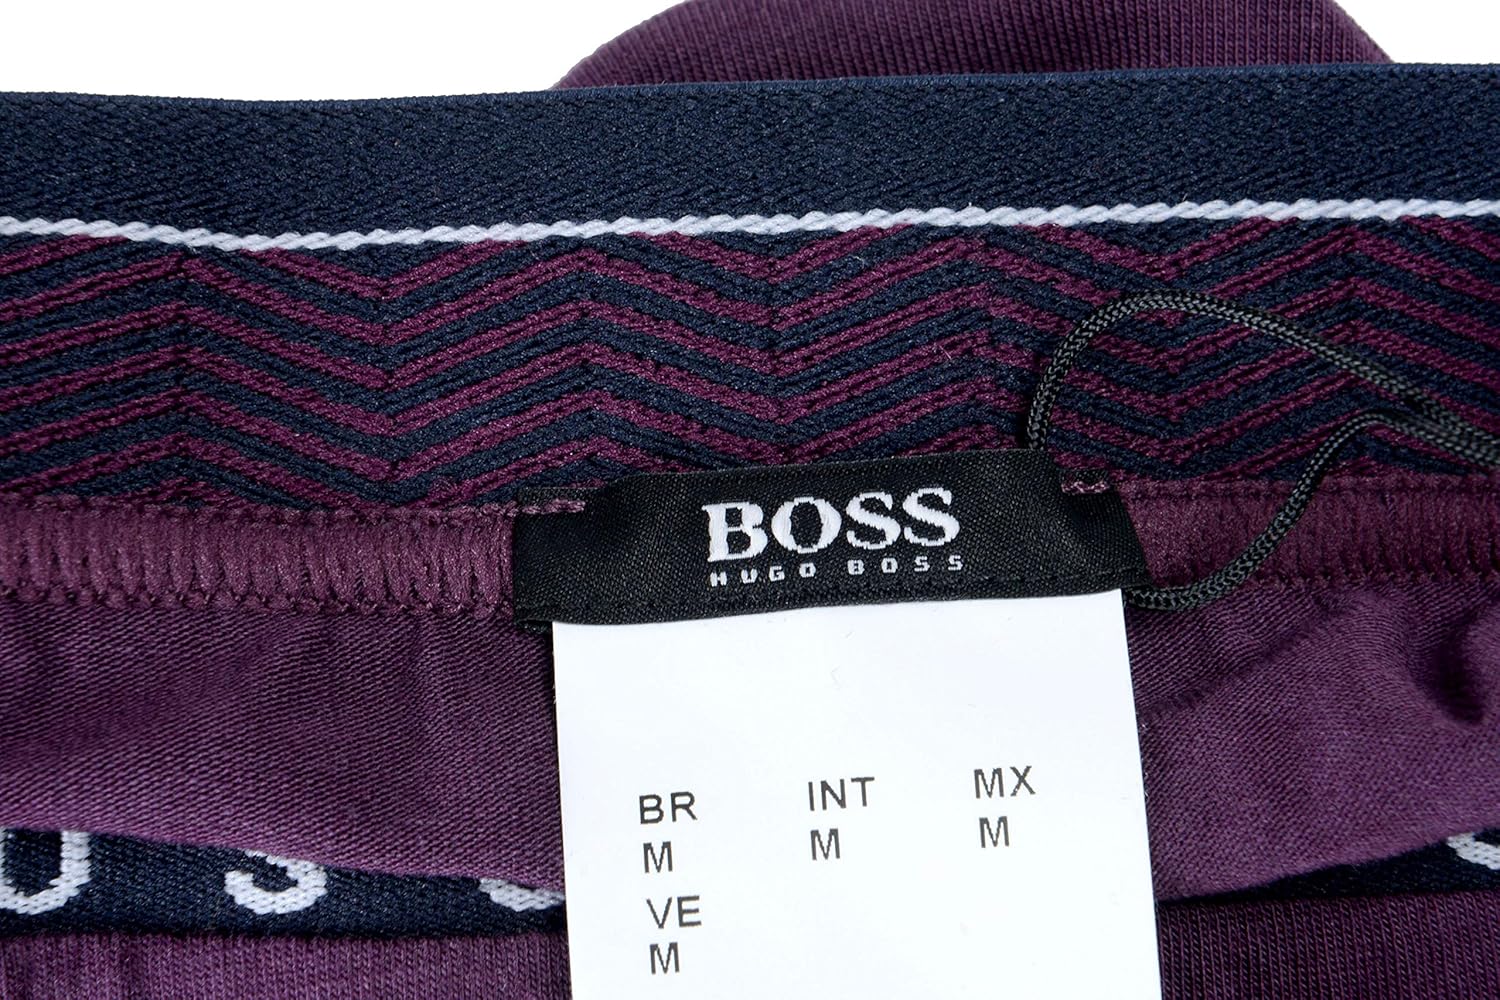 BOSS
HUGO BOSS
BR INT MX
M M M
VE
M
O S